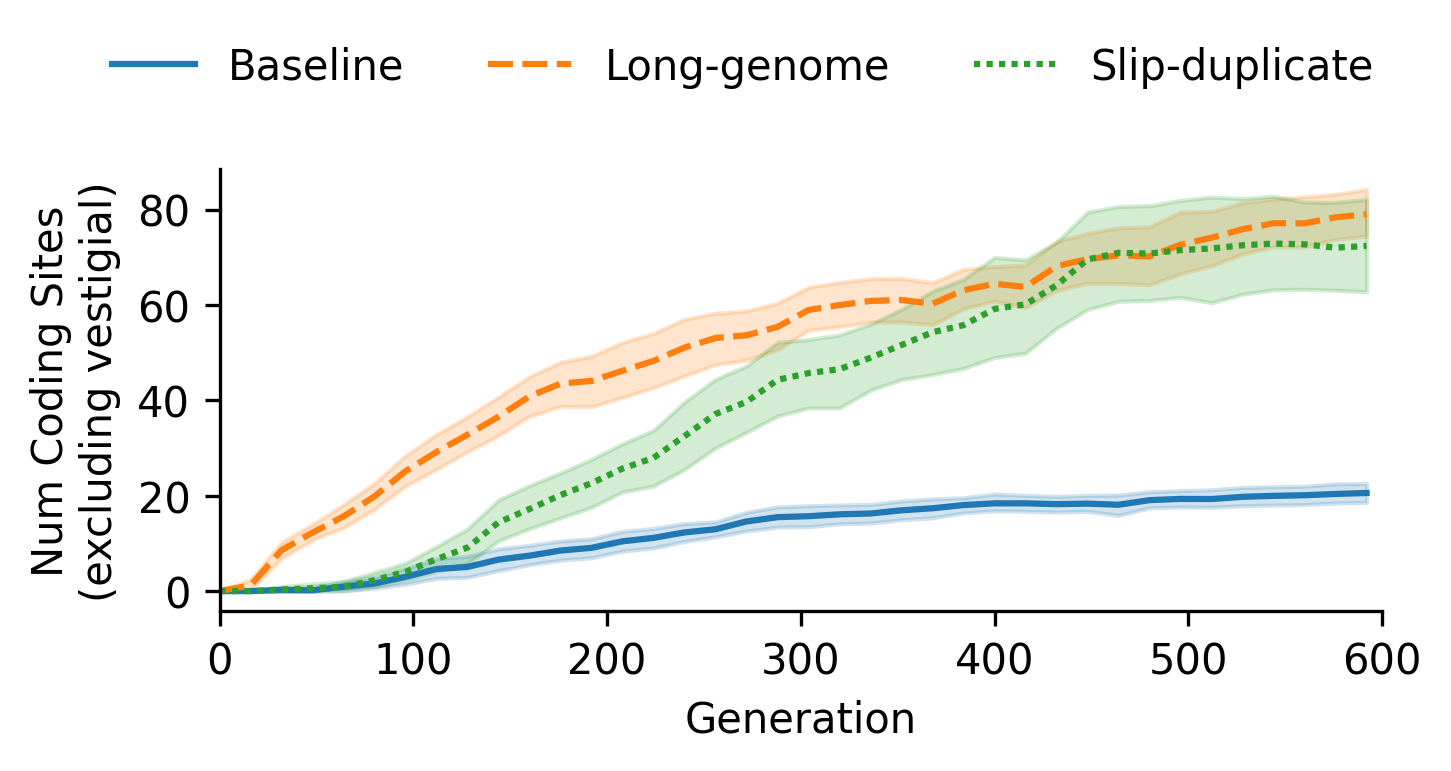 Baseline
Long-genome
Slip-duplicate
Num Coding Sites
(excluding vestigial)
80
60
40
20
0
0 100 200 300 400 500 600
Generation